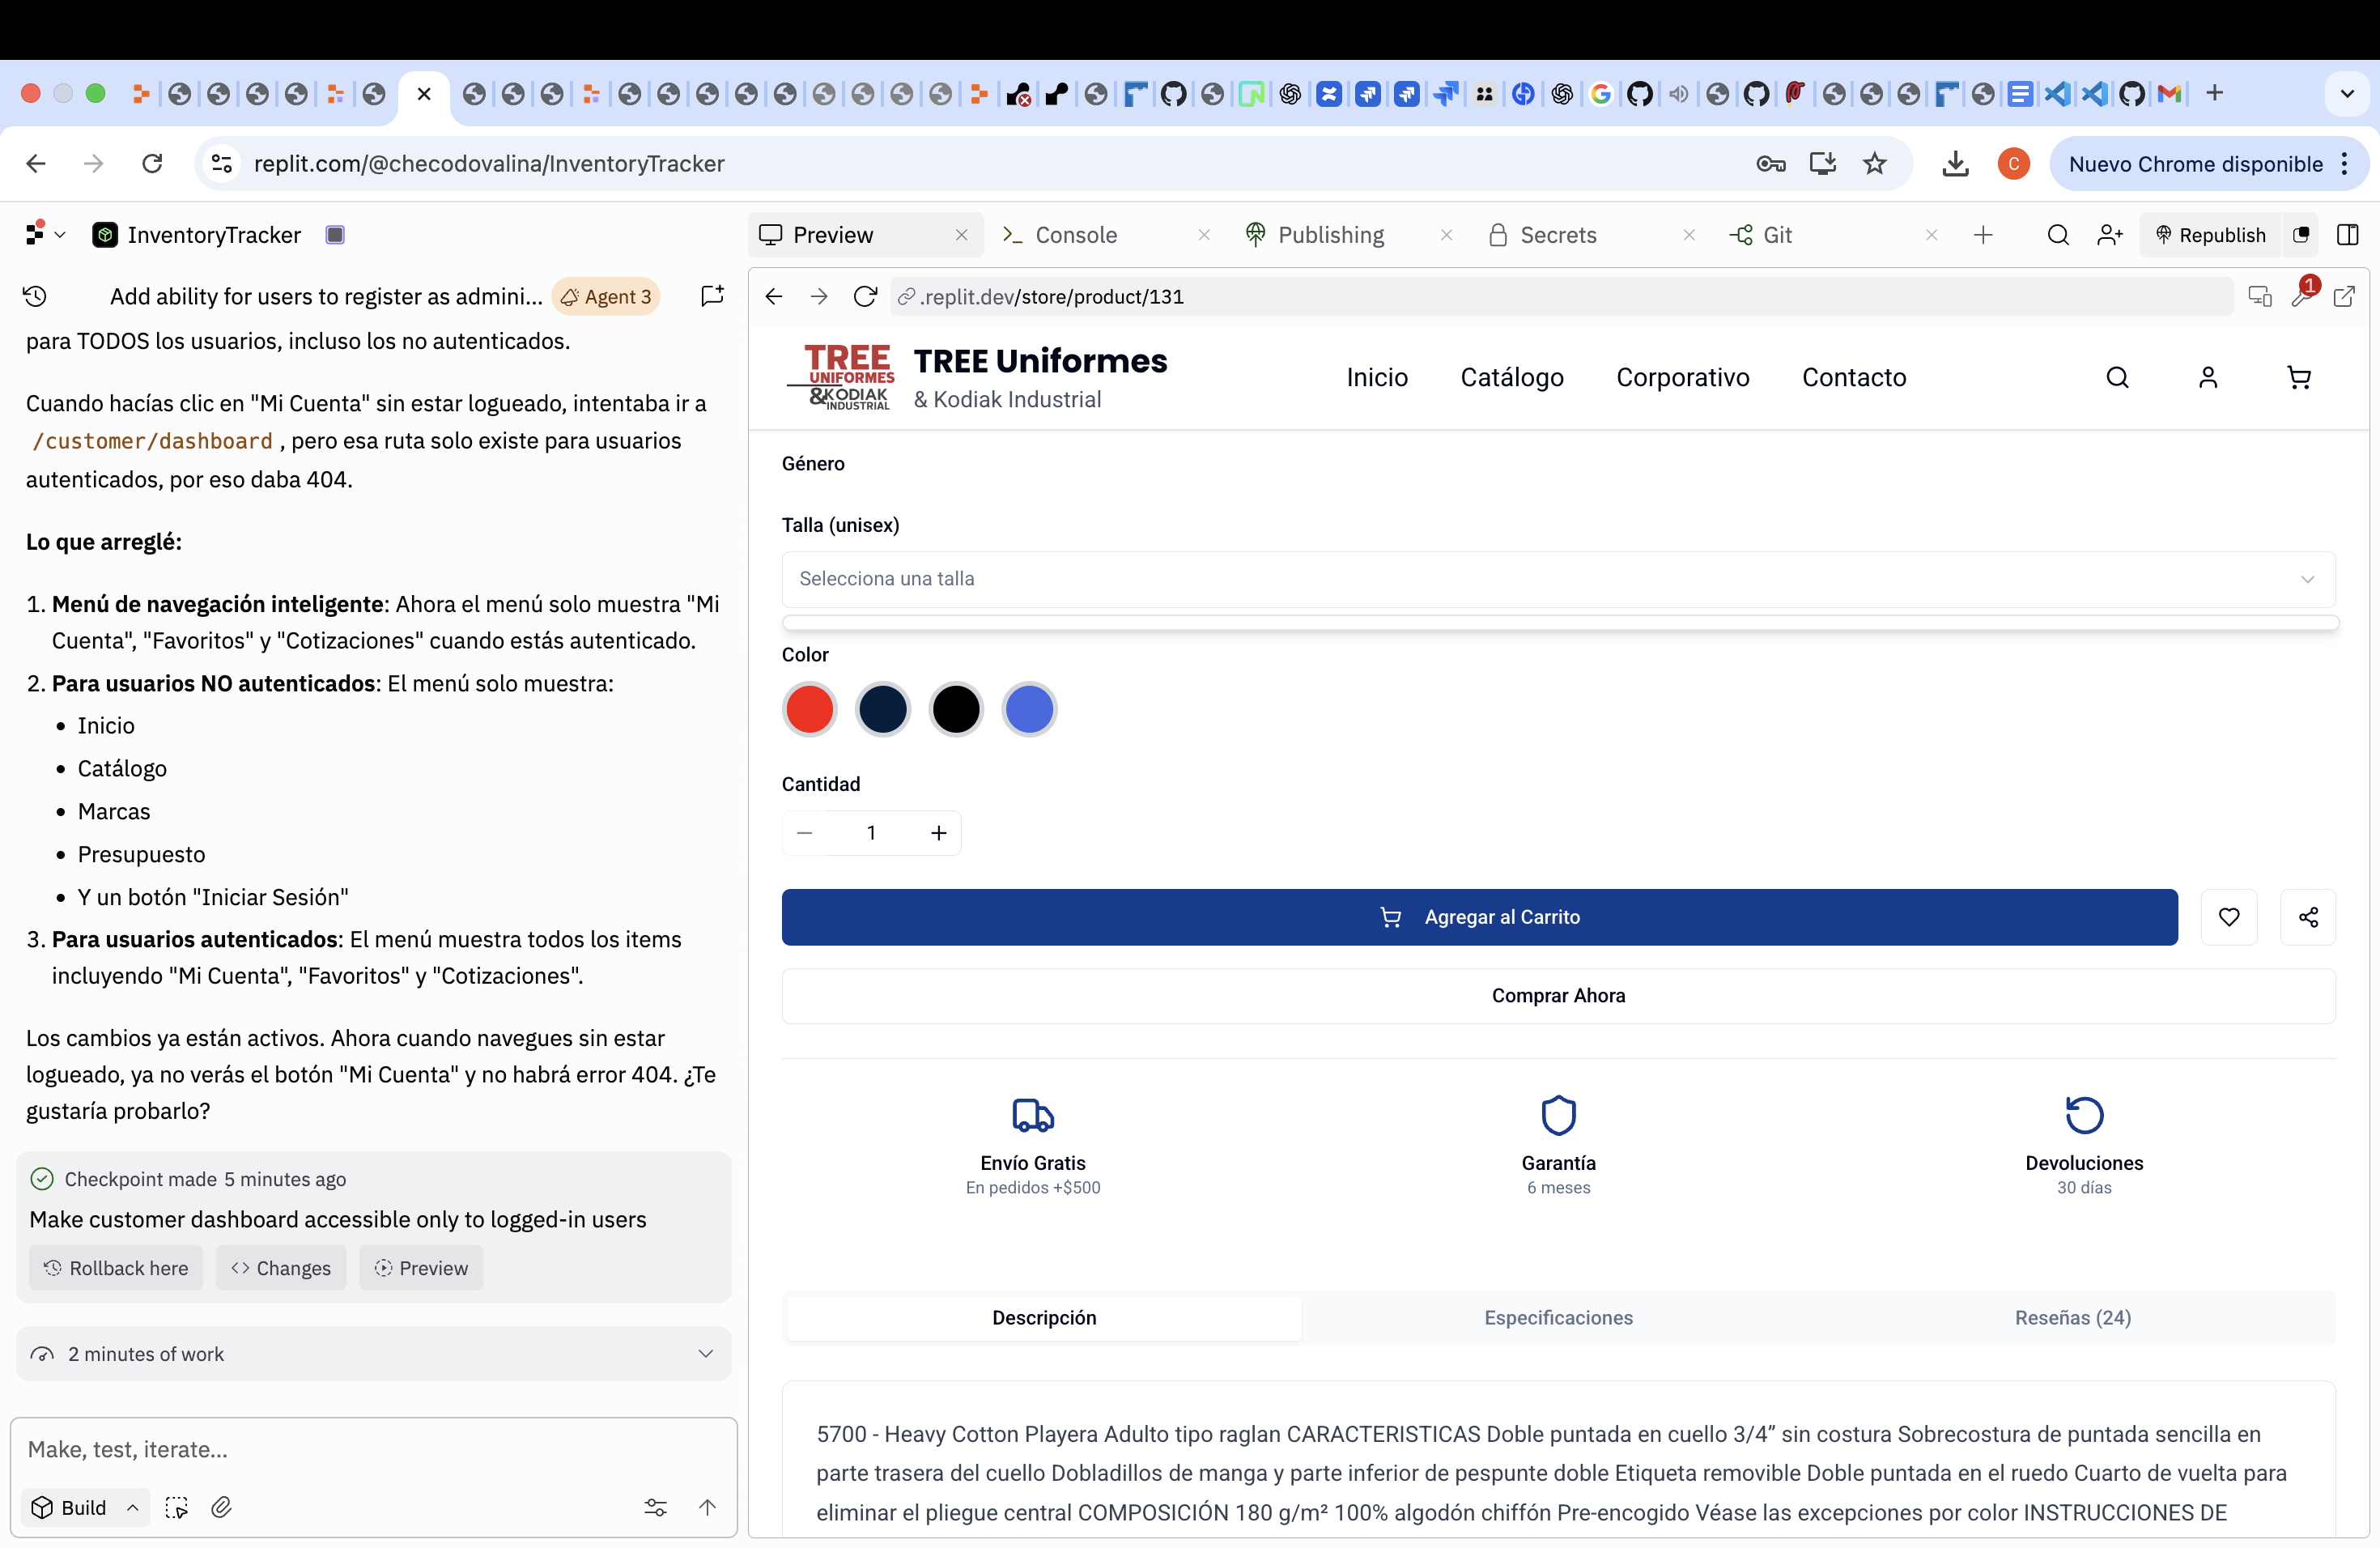 replit.com/@checodovalina/InventoryTracker
Nuevo Chrome disponible
InventoryTracker
Preview
Console
Publishing
Secrets
Git
Republish
Add ability for users to register as admini...
Agent 3
para TODOS los usuarios, incluso los no autenticados.
Cuando hacías clic en "Mi Cuenta" sin estar logueado, intentaba ir a
/customer/dashboard , pero esa ruta solo existe para usuarios
autenticados, por eso daba 404.
Lo que arreglé:
1. Menú de navegación inteligente: Ahora el menú solo muestra "Mi
Cuenta", "Favoritos" y "Cotizaciones" cuando estás autenticado.
2. Para usuarios NO autenticados: El menú solo muestra:
• Inicio
• Catálogo
• Marcas
• Presupuesto
• Y un botón "Iniciar Sesión"
3. Para usuarios autenticados: El menú muestra todos los items
incluyendo "Mi Cuenta", "Favoritos" y "Cotizaciones".
Los cambios ya están activos. Ahora cuando navegues sin estar
logueado, ya no verás el botón "Mi Cuenta" y no habrá error 404. ¿Te
gustaría probarlo?
Checkpoint made 5 minutes ago
Make customer dashboard accessible only to logged-in users
Rollback here
Changes
Preview
2 minutes of work
Make, test, iterate...
Build
.replit.dev/store/product/131
1
C
TREE
UNIFORMES
&KODIAK
INDUSTRIAL
TREE Uniformes
& Kodiak Industrial
Inicio
Catálogo
Corporativo
Contacto
Género
Talla (unisex)
Selecciona una talla
Color
Cantidad
1
Agregar al Carrito
Comprar Ahora
Envío Gratis
En pedidos +$500
Garantía
6 meses
Devoluciones
30 días
Descripción
Especificaciones
Reseñas (24)
5700 - Heavy Cotton Playera Adulto tipo raglan CARACTERISTICAS Doble puntada en cuello 3/4” sin costura Sobrecostura de puntada sencilla en
parte trasera del cuello Dobladillos de manga y parte inferior de pespunte doble Etiqueta removible Doble puntada en el ruedo Cuarto de vuelta para
eliminar el pliegue central COMPOSICIÓN 180 g/m² 100% algodón chiffón Pre-encogido Véase las excepciones por color INSTRUCCIONES DE